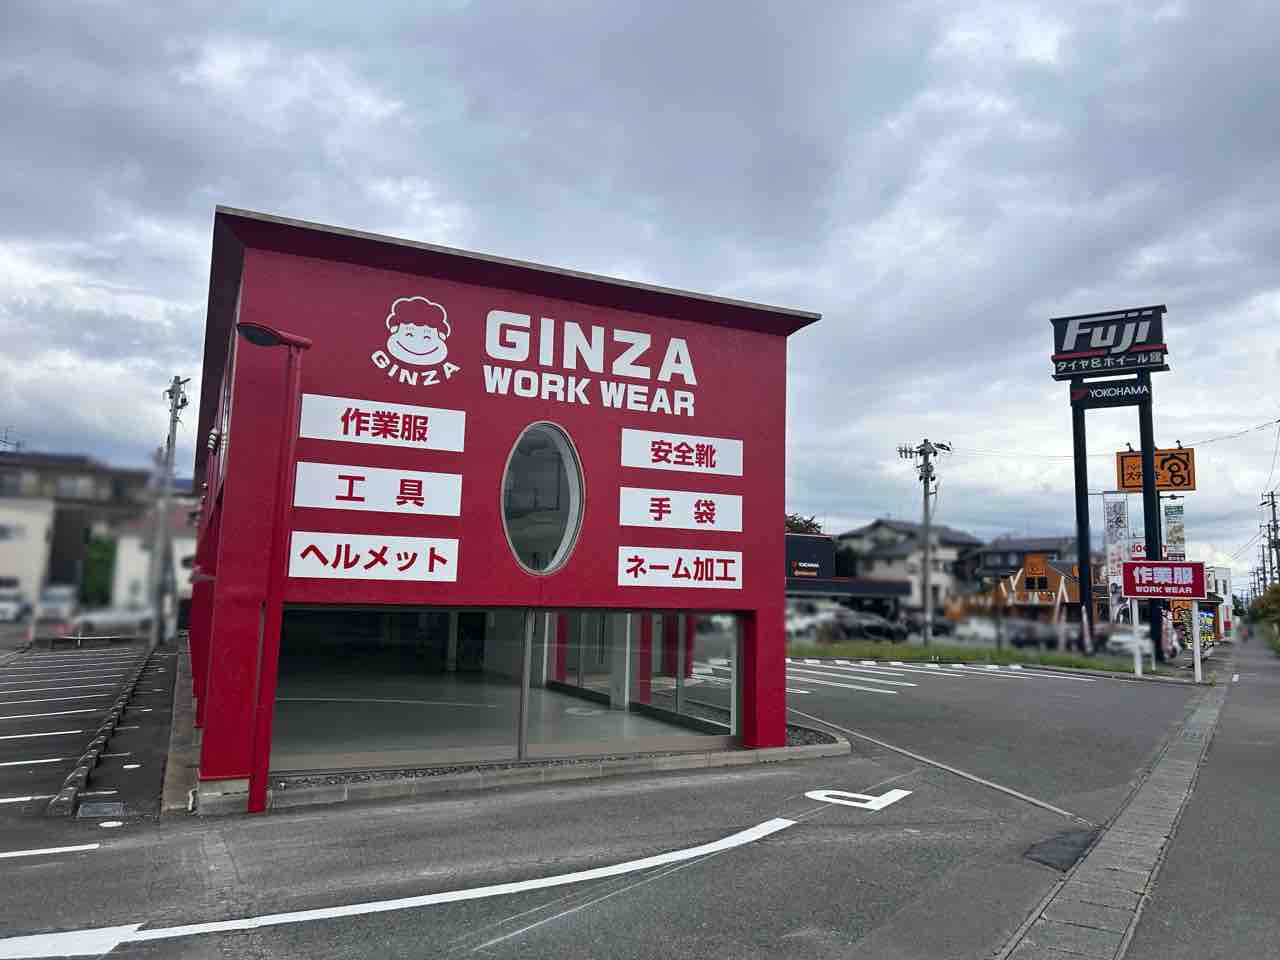 GINZA
GINZA
WORK WEAR
作業服
工具
ヘルメット
安全靴
手袋
ネーム加工
Fuji
タイヤ&ホイール館
YOKOHAMA
宮
作業服
WORK WEAR
YOKOHAMA
P